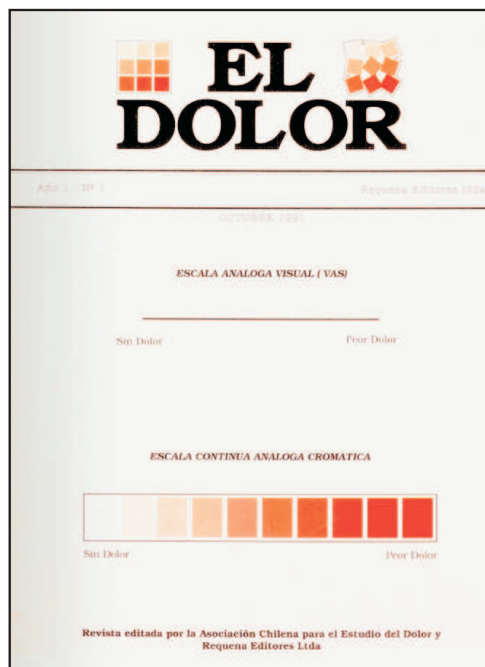 EL
DOLOR
Año 1 Nº 1 Requena Editores Ltda
OCTUBRE 1991
ESCALA ANALOGA VISUAL ( VAS)
Sin Dolor Peor Dolor
ESCALA CONTINUA ANALOGA CROMATICA
Sin Dolor Peor Dolor
Revista editada por la Asociación Chilena para el Estudio del Dolor y
Requena Editores Ltda